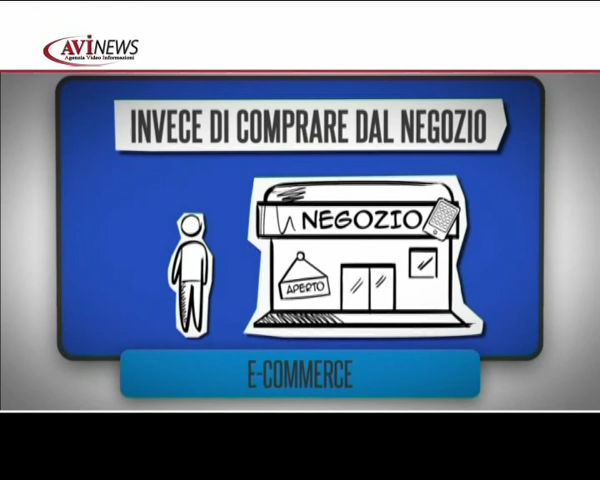 AVINEWS
Agenzia Video Informazioni
INVECE DI COMPRARE DAL NEGOZIO
NEGOZIO
APERTO
E-COMMERCE